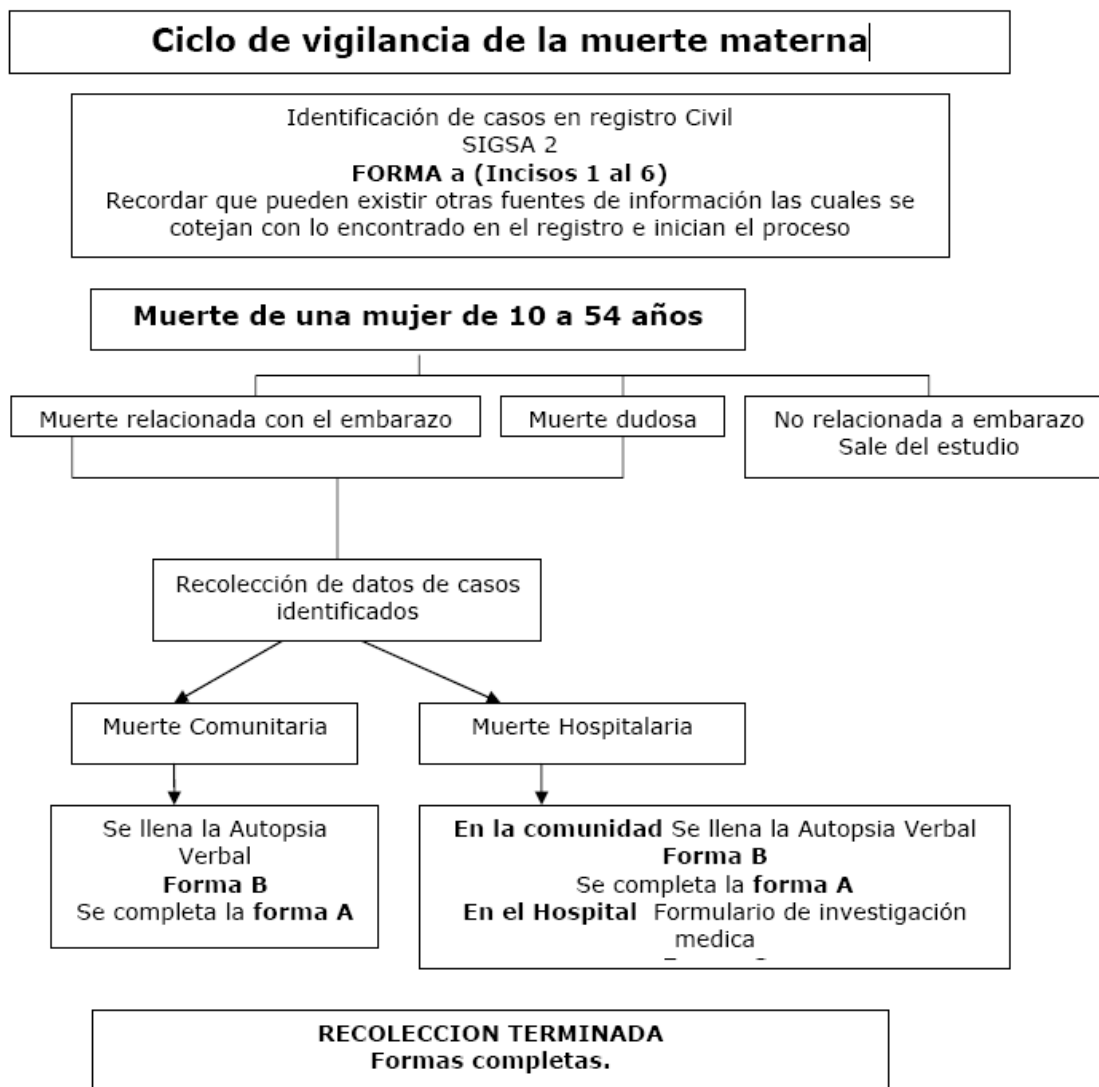 Ciclo de vigilancia de la muerte materna
Identificación de casos en registro Civil
SIGSA 2
FORMA a (Incisos 1 al 6)
Recordar que pueden existir otras fuentes de información las cuales se
cotejan con lo encontrado en el registro e inician el proceso
Muerte de una mujer de 10 a 54 años
Muerte relacionada con el embarazo
Muerte dudosa
No relacionada a embarazo
Sale del estudio
Recolección de datos de casos
identificados
Muerte Comunitaria
Muerte Hospitalaria
Se llena la Autopsia
Verbal
Forma B
Se completa la forma A
En la comunidad Se llena la Autopsia Verbal
Forma B
Se completa la forma A
En el Hospital Formulario de investigación
medica
RECOLECCION TERMINADA
Formas completas.